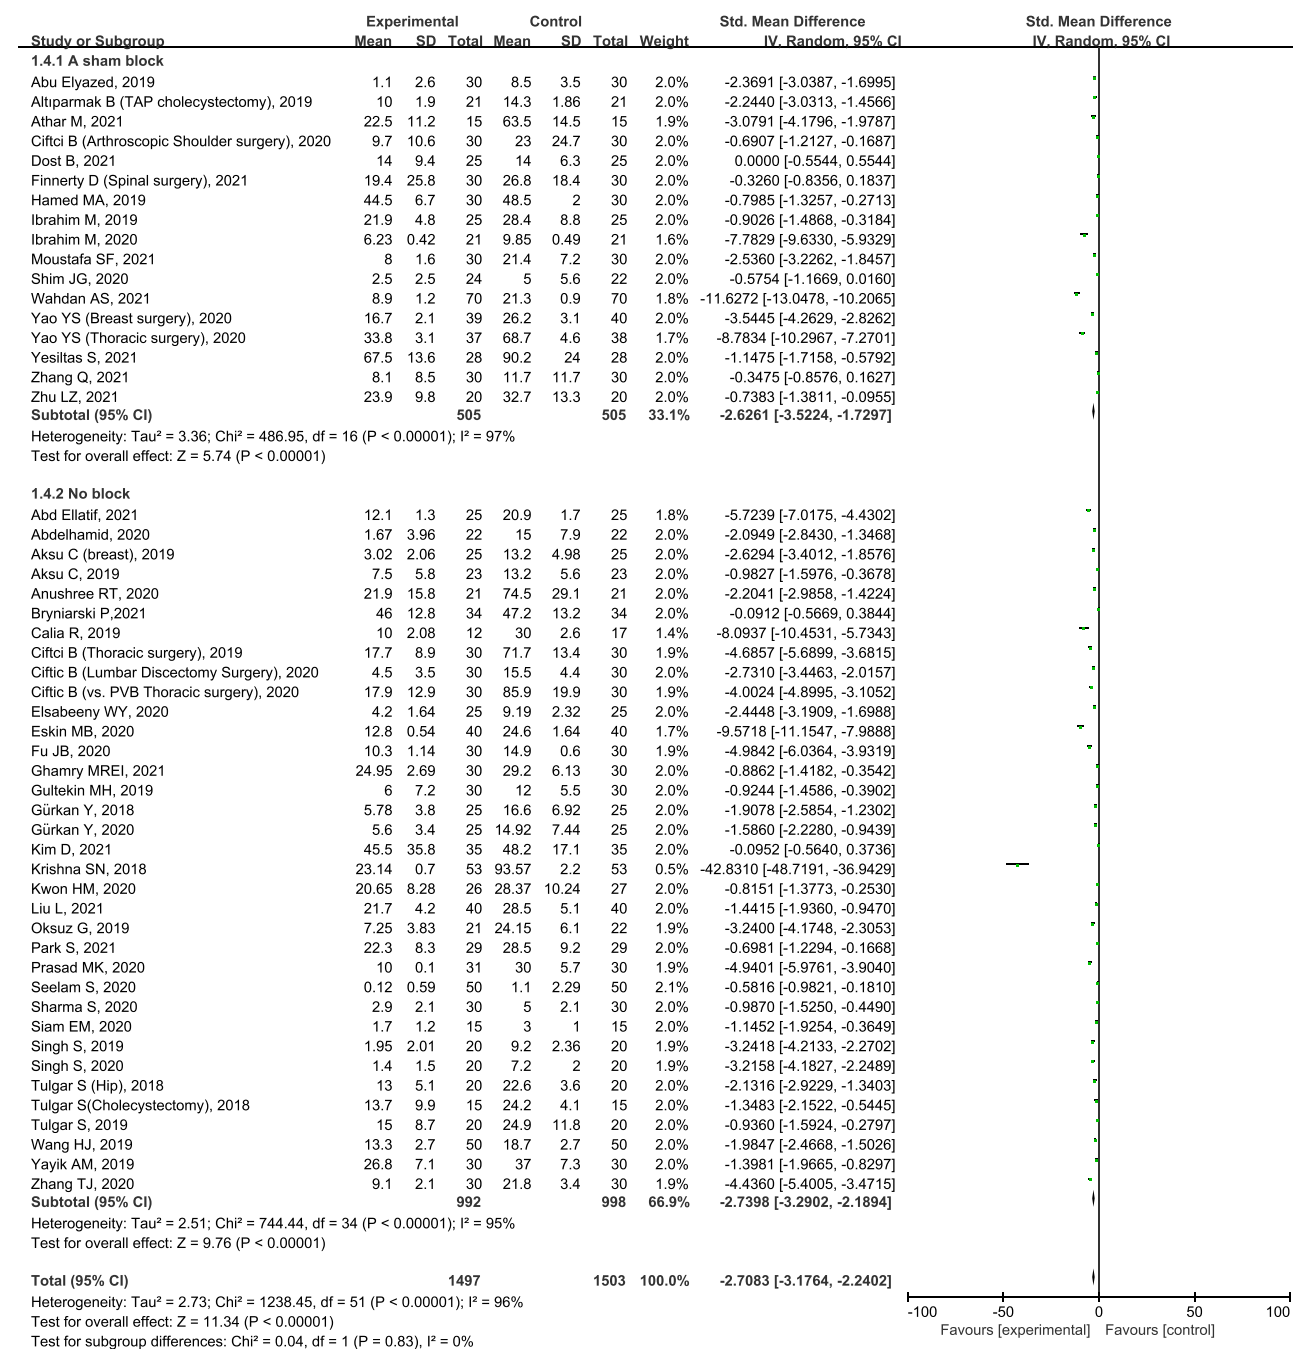 Experimental Control Std. Mean Difference Std. Mean Difference
Study or Subgroup Mean SD Total Mean SD Total Weight IV. Random. 95% CI IV. Random. 95% CI
1.4.1 A sham block
Abu Elyazed, 2019 1.1 2.6 30 8.5 3.5 30 2.0% -2.3691 [-3.0387, -1.6995]
Altıparmak B (TAP cholecystectomy), 2019 10 1.9 21 14.3 1.86 21 2.0% -2.2440 [-3.0313, -1.4566]
Athar M, 2021 22.5 11.2 15 63.5 14.5 15 1.9% -3.0791 [-4.1796, -1.9787]
Ciftci B (Arthroscopic Shoulder surgery), 2020 9.7 10.6 30 23 24.7 30 2.0% -0.6907 [-1.2127, -0.1687]
Dost B, 2021 14 9.4 25 14 6.3 25 2.0% 0.0000 [-0.5544, 0.5544]
Finnerty D (Spinal surgery), 2021 19.4 25.8 30 26.8 18.4 30 2.0% -0.3260 [-0.8356, 0.1837]
Hamed MA, 2019 44.5 6.7 30 48.5 2 30 2.0% -0.7985 [-1.3257, -0.2713]
Ibrahim M, 2019 21.9 4.8 25 28.4 8.8 25 2.0% -0.9026 [-1.4868, -0.3184]
Ibrahim M, 2020 6.23 0.42 21 9.85 0.49 21 1.6% -7.7829 [-9.6330, -5.9329]
Moustafa SF, 2021 8 1.6 30 21.4 7.2 30 2.0% -2.5360 [-3.2262, -1.8457]
Shim JG, 2020 2.5 2.5 24 5 5.6 22 2.0% -0.5754 [-1.1669, 0.0160]
Wahdan AS, 2021 8.9 1.2 70 21.3 0.9 70 1.8% -11.6272 [-13.0478, -10.2065]
Yao YS (Breast surgery), 2020 16.7 2.1 39 26.2 3.1 40 2.0% -3.5445 [-4.2629, -2.8262]
Yao YS (Thoracic surgery), 2020 33.8 3.1 37 68.7 4.6 38 1.7% -8.7834 [-10.2967, -7.2701]
Yesiltas S, 2021 67.5 13.6 28 90.2 24 28 2.0% -1.1475 [-1.7158, -0.5792]
Zhang Q, 2021 8.1 8.5 30 11.7 11.7 30 2.0% -0.3475 [-0.8576, 0.1627]
Zhu LZ, 2021 23.9 9.8 20 32.7 13.3 20 2.0% -0.7383 [-1.3811, -0.0955]
Subtotal (95% CI) 505 505 33.1% -2.6261 [-3.5224, -1.7297]
Heterogeneity: Tau² = 3.36; Chi² = 486.95, df = 16 (P < 0.00001); I² = 97%
Test for overall effect: Z = 5.74 (P < 0.00001)
1.4.2 No block
Abd Ellatif, 2021 12.1 1.3 25 20.9 1.7 25 1.8% -5.7239 [-7.0175, -4.4302]
Abdelhamid, 2020 1.67 3.96 22 15 7.9 22 2.0% -2.0949 [-2.8430, -1.3468]
Aksu C (breast), 2019 3.02 2.06 25 13.2 4.98 25 2.0% -2.6294 [-3.4012, -1.8576]
Aksu C, 2019 7.5 5.8 23 13.2 5.6 23 2.0% -0.9827 [-1.5976, -0.3678]
Anushree RT, 2020 21.9 15.8 21 74.5 29.1 21 2.0% -2.2041 [-2.9858, -1.4224]
Bryniarski P,2021 46 12.8 34 47.2 13.2 34 2.0% -0.0912 [-0.5669, 0.3844]
Calia R, 2019 10 2.08 12 30 2.6 17 1.4% -8.0937 [-10.4531, -5.7343]
Ciftci B (Thoracic surgery), 2019 17.7 8.9 30 71.7 13.4 30 1.9% -4.6857 [-5.6899, -3.6815]
Ciftic B (Lumbar Discectomy Surgery), 2020 4.5 3.5 30 15.5 4.4 30 2.0% -2.7310 [-3.4463, -2.0157]
Ciftic B (vs. PVB Thoracic surgery), 2020 17.9 12.9 30 85.9 19.9 30 1.9% -4.0024 [-4.8995, -3.1052]
Elsabeeny WY, 2020 4.2 1.64 25 9.19 2.32 25 2.0% -2.4448 [-3.1909, -1.6988]
Eskin MB, 2020 12.8 0.54 40 24.6 1.64 40 1.7% -9.5718 [-11.1547, -7.9888]
Fu JB, 2020 10.3 1.14 30 14.9 0.6 30 1.9% -4.9842 [-6.0364, -3.9319]
Ghamry MREI, 2021 24.95 2.69 30 29.2 6.13 30 2.0% -0.8862 [-1.4182, -0.3542]
Gultekin MH, 2019 6 7.2 30 12 5.5 30 2.0% -0.9244 [-1.4586, -0.3902]
Gürkan Y, 2018 5.78 3.8 25 16.6 6.92 25 2.0% -1.9078 [-2.5854, -1.2302]
Gürkan Y, 2020 5.6 3.4 25 14.92 7.44 25 2.0% -1.5860 [-2.2280, -0.9439]
Kim D, 2021 45.5 35.8 35 48.2 17.1 35 2.0% -0.0952 [-0.5640, 0.3736]
Krishna SN, 2018 23.14 0.7 53 93.57 2.2 53 0.5% -42.8310 [-48.7191, -36.9429]
Kwon HM, 2020 20.65 8.28 26 28.37 10.24 27 2.0% -0.8151 [-1.3773, -0.2530]
Liu L, 2021 21.7 4.2 40 28.5 5.1 40 2.0% -1.4415 [-1.9360, -0.9470]
Oksuz G, 2019 7.25 3.83 21 24.15 6.1 22 1.9% -3.2400 [-4.1748, -2.3053]
Park S, 2021 22.3 8.3 29 28.5 9.2 29 2.0% -0.6981 [-1.2294, -0.1668]
Prasad MK, 2020 10 0.1 31 30 5.7 30 1.9% -4.9401 [-5.9761, -3.9040]
Seelam S, 2020 0.12 0.59 50 1.1 2.29 50 2.1% -0.5816 [-0.9821, -0.1810]
Sharma S, 2020 2.9 2.1 30 5 2.1 30 2.0% -0.9870 [-1.5250, -0.4490]
Siam EM, 2020 1.7 1.2 15 3 1 15 2.0% -1.1452 [-1.9254, -0.3649]
Singh S, 2019 1.95 2.01 20 9.2 2.36 20 1.9% -3.2418 [-4.2133, -2.2702]
Singh S, 2020 1.4 1.5 20 7.2 2 20 1.9% -3.2158 [-4.1827, -2.2489]
Tulgar S (Hip), 2018 13 5.1 20 22.6 3.6 20 2.0% -2.1316 [-2.9229, -1.3403]
Tulgar S(Cholecystectomy), 2018 13.7 9.9 15 24.2 4.1 15 2.0% -1.3483 [-2.1522, -0.5445]
Tulgar S, 2019 15 8.7 20 24.9 11.8 20 2.0% -0.9360 [-1.5924, -0.2797]
Wang HJ, 2019 13.3 2.7 50 18.7 2.7 50 2.0% -1.9847 [-2.4668, -1.5026]
Yayik AM, 2019 26.8 7.1 30 37 7.3 30 2.0% -1.3981 [-1.9665, -0.8297]
Zhang TJ, 2020 9.1 2.1 30 21.8 3.4 30 1.9% -4.4360 [-5.4005, -3.4715]
Subtotal (95% CI) 992 998 66.9% -2.7398 [-3.2902, -2.1894]
Heterogeneity: Tau² = 2.51; Chi² = 744.44, df = 34 (P < 0.00001); I² = 95%
Test for overall effect: Z = 9.76 (P < 0.00001)
Total (95% CI) 1497 1503 100.0% -2.7083 [-3.1764, -2.2402]
Heterogeneity: Tau² = 2.73; Chi² = 1238.45, df = 51 (P < 0.00001); I² = 96%
Test for overall effect: Z = 11.34 (P < 0.00001)
Test for subgroup differences: Chi² = 0.04, df = 1 (P = 0.83), I² = 0%
-100 -50 0 50 100
Favours [experimental] Favours [control]